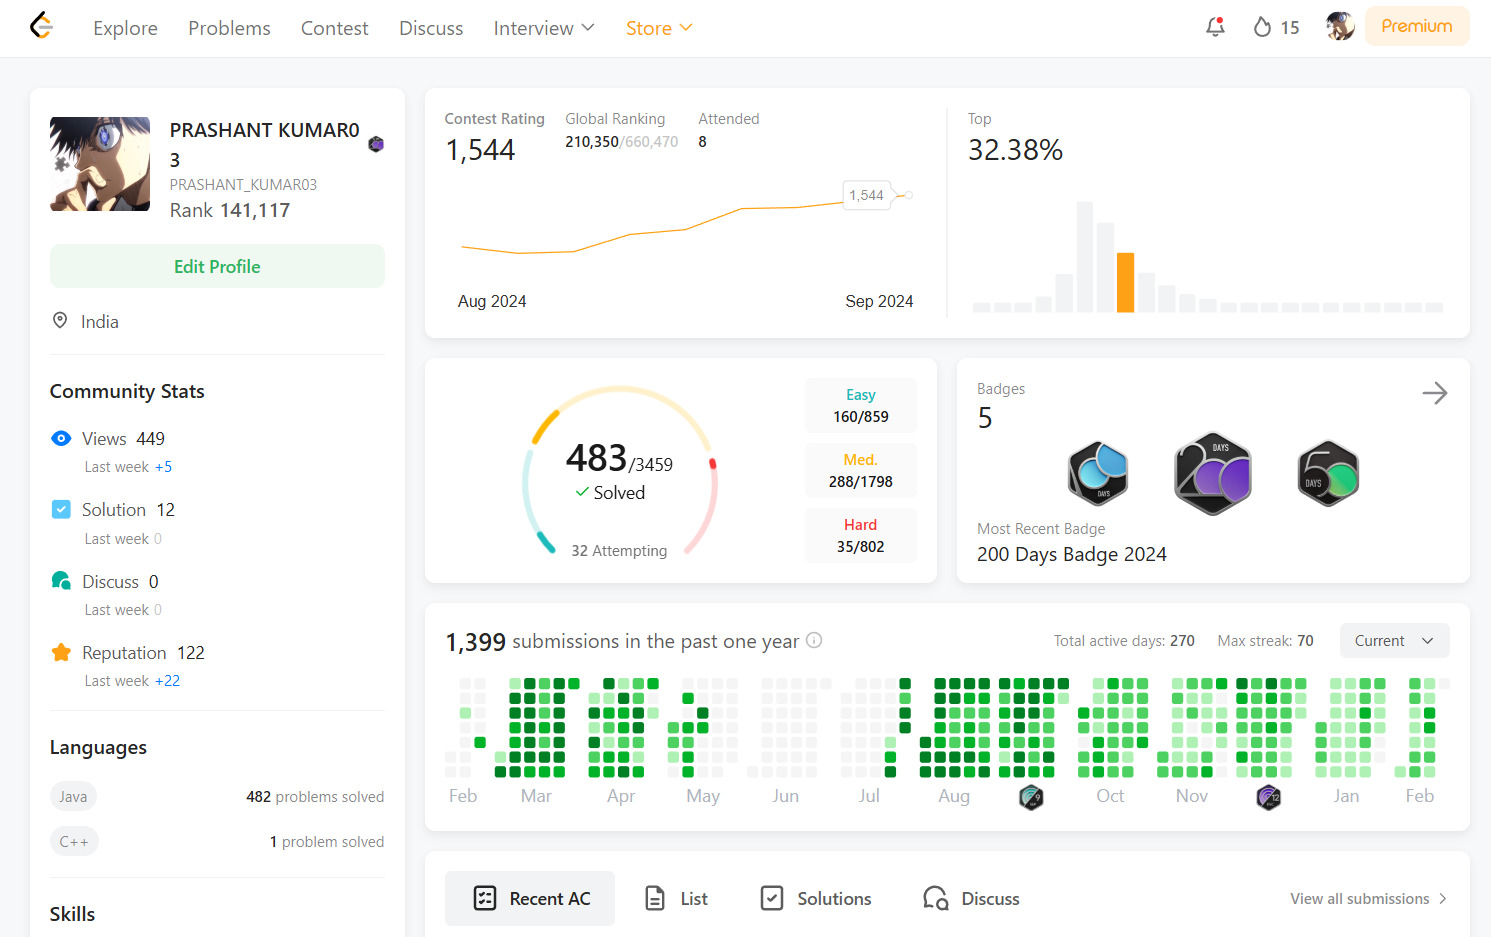 Explore Problems Contest Discuss Interview Store 15 Premium
PRASHANT KUMAR0
3
PRASHANT_KUMAR03
Rank 141,117
Edit Profile
India
Community Stats
Views 449
Last week +5
Solution 12
Last week 0
Discuss 0
Last week 0
Reputation 122
Last week +22
Languages
Java 482 problems solved
C++ 1 problem solved
Skills
Contest Rating Global Ranking Attended
1,544 210,350/660,470 8
1,544
Aug 2024 Sep 2024
Top
32.38%
483/3459
Solved
32 Attempting
Easy
160/859
Med.
288/1798
Hard
35/802
Badges
5
DAYS
200 DAYS
50 DAYS
Most Recent Badge
200 Days Badge 2024
1,399 submissions in the past one year Total active days: 270 Max streak: 70 Current
Feb Mar Apr May Jun Jul Aug Oct Nov Jan Feb
Recent AC List Solutions Discuss View all submissions